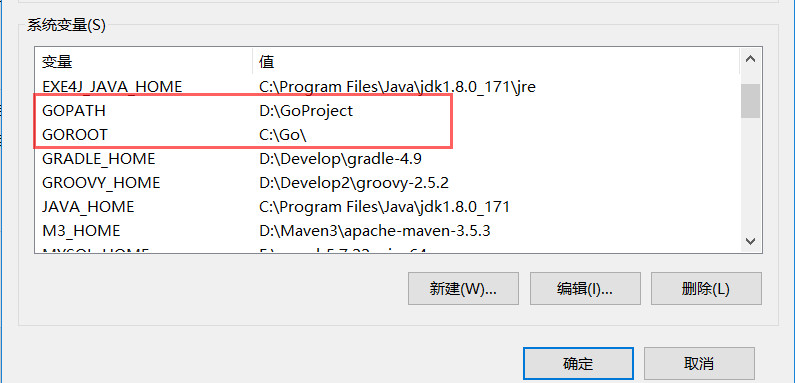 系统变量(S)
变量 值
EXE4J_JAVA_HOME C:\Program Files\Java\jdk1.8.0_171\jre
GOPATH D:\GoProject
GOROOT C:\Go\
GRADLE_HOME D:\Develop\gradle-4.9
GROOVY_HOME D:\Develop2\groovy-2.5.2
JAVA_HOME C:\Program Files\Java\jdk1.8.0_171
M3_HOME D:\Maven3\apache-maven-3.5.3
MYSQL_HOME
新建(W)... 编辑(I)... 删除(L)
确定 取消